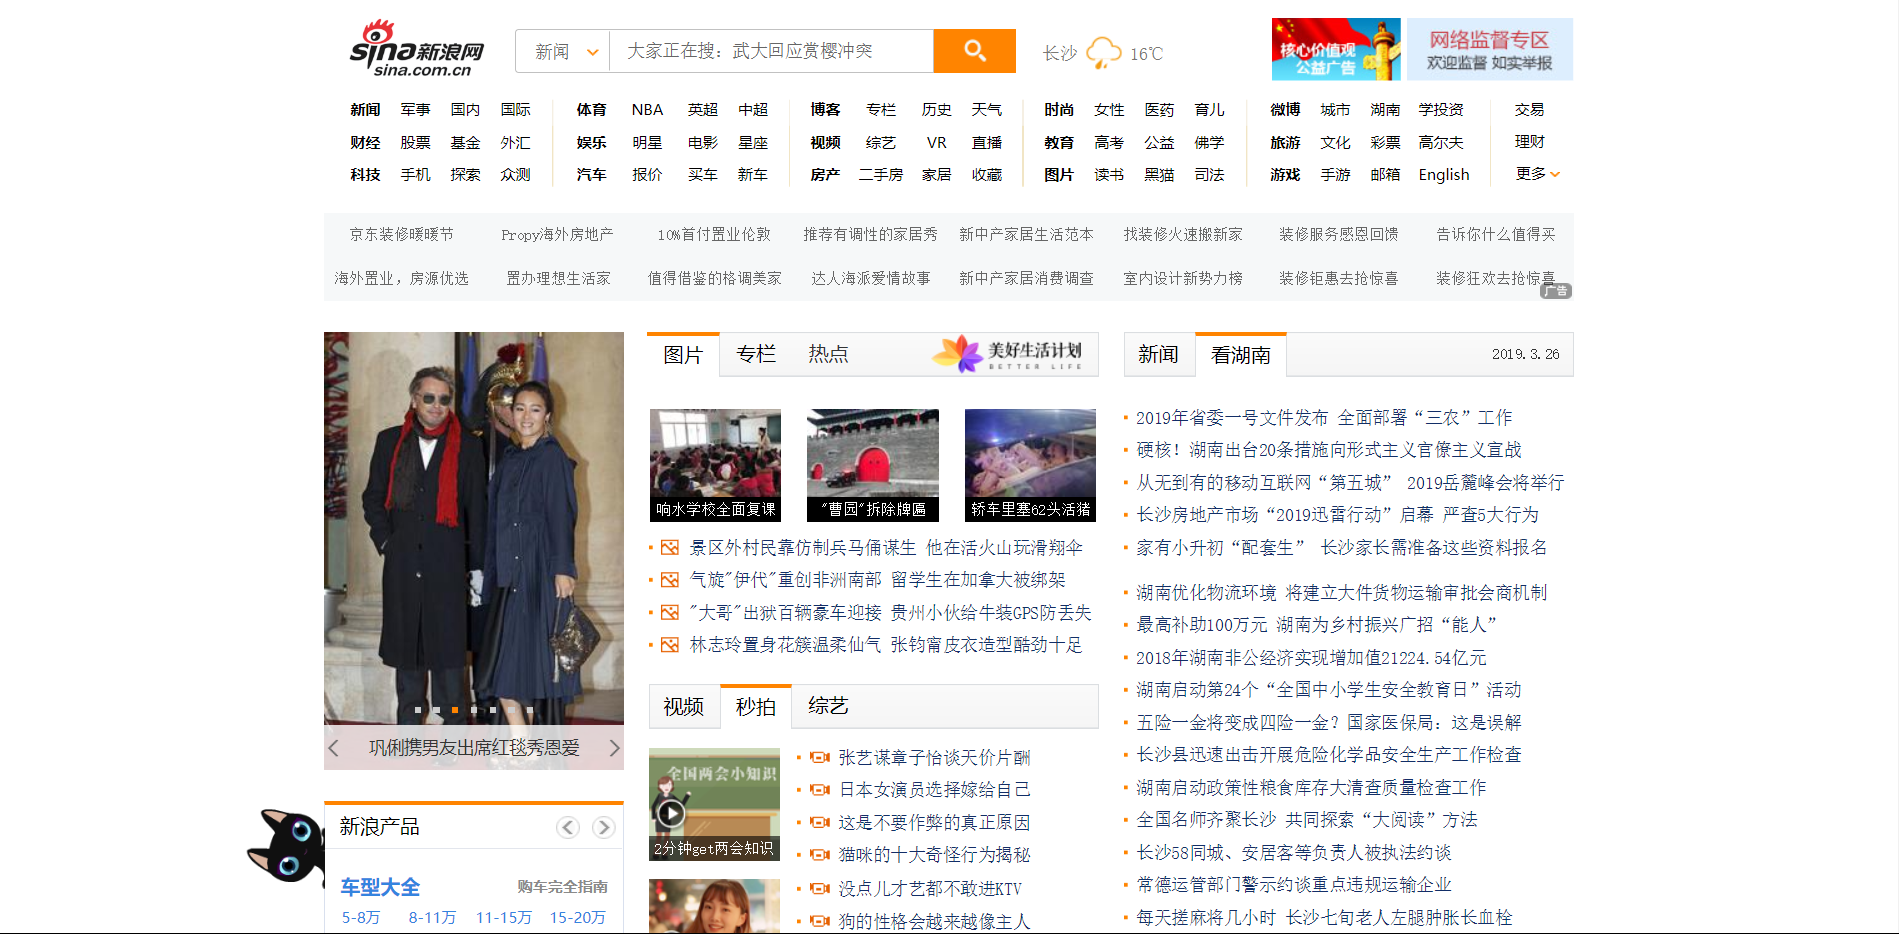 sina新浪网
sina.com.cn
新闻 大家正在搜：武大回应赏樱冲突
长沙 16℃
核心价值观
公益广告
网络监督专区
欢迎监督 如实举报
新闻 军事 国内 国际 体育 NBA 英超 中超 博客 专栏 历史 天气 时尚 女性 医药 育儿 微博 城市 湖南 学投资 交易
财经 股票 基金 外汇 娱乐 明星 电影 星座 视频 综艺 VR 直播 教育 高考 公益 佛学 旅游 文化 彩票 高尔夫 理财
科技 手机 探索 众测 汽车 报价 买车 新车 房产 二手房 家居 收藏 图片 读书 黑猫 司法 游戏 手游 邮箱 English 更多
京东装修暖暖节 Propy海外房地产 10%首付置业伦敦 推荐有调性的家居秀 新中产家居生活范本 找装修火速搬新家 装修服务感恩回馈 告诉你什么值得买
海外置业，房源优选 置办理想生活家 值得借鉴的格调美家 达人海派爱情故事 新中产家居消费调查 室内设计新势力榜 装修钜惠去抢惊喜 装修狂欢去抢惊喜
广告
巩俐携男友出席红毯秀恩爱
新浪产品
车型大全 购车完全指南
5-8万 8-11万 11-15万 15-20万
图片 专栏 热点
美好生活计划
BETTER LIFE
响水学校全面复课 "曹园"拆除牌匾 轿车里塞62头活猪
景区外村民靠仿制兵马俑谋生 他在活火山玩滑翔伞
气旋"伊代"重创非洲南部 留学生在加拿大被绑架
"大哥"出狱百辆豪车迎接 贵州小伙给牛装GPS防丢失
林志玲置身花簇温柔仙气 张钧甯皮衣造型酷劲十足
视频 秒拍 综艺
全国两会小知识
2分钟get两会知识
张艺谋章子怡谈天价片酬
日本女演员选择嫁给自己
这是不要作弊的真正原因
猫咪的十大奇怪行为揭秘
没点儿才艺都不敢进KTV
狗的性格会越来越像主人
新闻 看湖南 2019.3.26
2019年省委一号文件发布 全面部署“三农”工作
硬核！湖南出台20条措施向形式主义官僚主义宣战
从无到有的移动互联网“第五城” 2019岳麓峰会将举行
长沙房地产市场“2019迅雷行动”启幕 严查5大行为
家有小升初“配套生” 长沙家长需准备这些资料报名
湖南优化物流环境 将建立大件货物运输审批会商机制
最高补助100万元 湖南为乡村振兴广招“能人”
2018年湖南非公经济实现增加值21224.54亿元
湖南启动第24个“全国中小学生安全教育日”活动
五险一金将变成四险一金？国家医保局：这是误解
长沙县迅速出击开展危险化学品安全生产工作检查
湖南启动政策性粮食库存大清查质量检查工作
全国名师齐聚长沙 共同探索“大阅读”方法
长沙58同城、安居客等负责人被执法约谈
常德运管部门警示约谈重点违规运输企业
每天搓麻将几小时 长沙七旬老人左腿肿胀长血栓